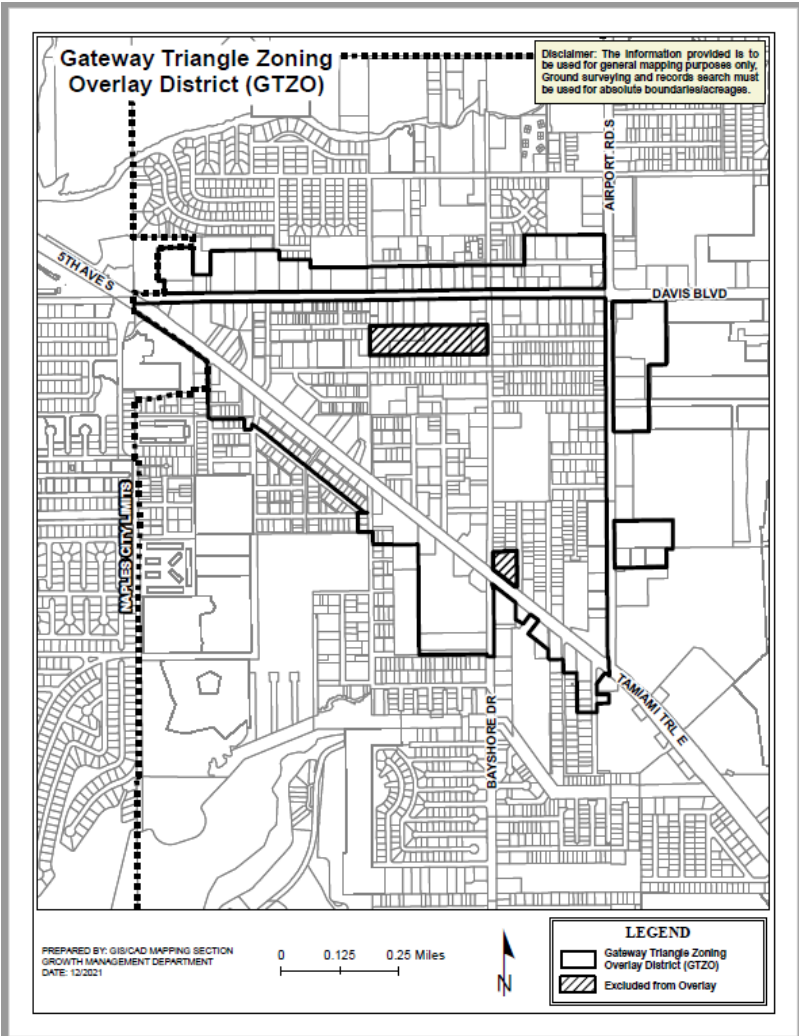 Gateway Triangle Zoning
Overlay District (GTZO)
Disclaimer: The information provided is to
be used for general mapping purposes only,
Ground surveying and records search must
be used for absolute boundaries/acreages.
AIRPORT RD S
5TH AVE S
DAVIS BLVD
NAPLES CITY LIMITS
TAMIAMI TRL E
BAYSHORE DR
PREPARED BY: GIS/CAD MAPPING SECTION
GROWTH MANAGEMENT DEPARTMENT
DATE: 12/2021
0 0.125 0.25 Miles
N
LEGEND
Gateway Triangle Zoning
Overlay District (GTZO)
Excluded from Overlay